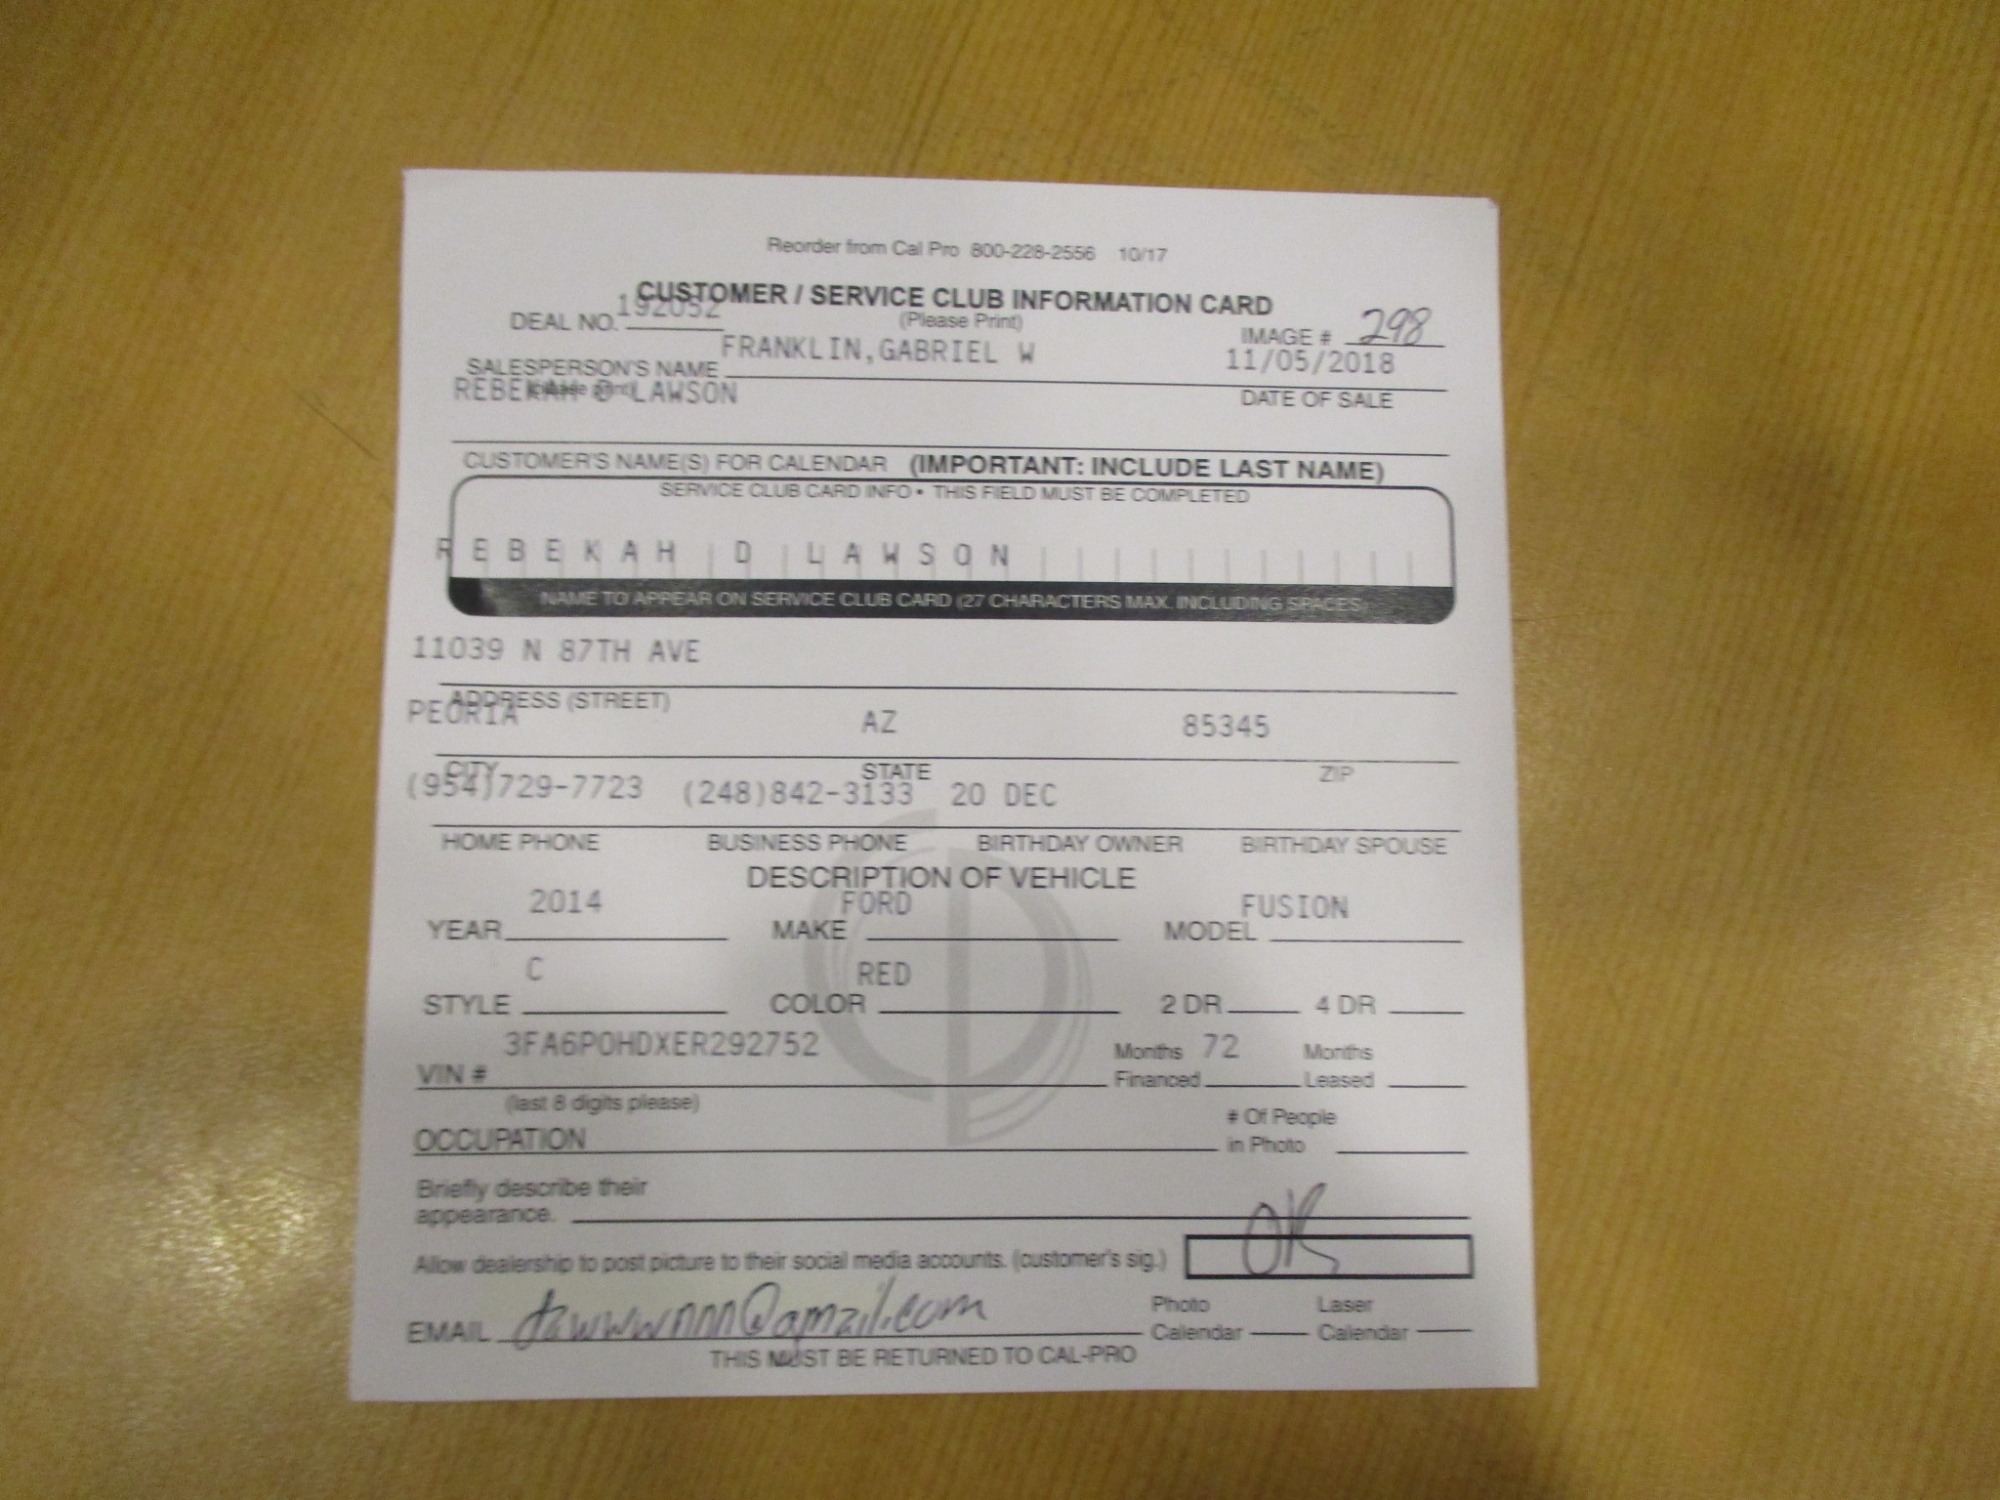 Reorder from Cal Pro 800-228-2556 10/17
CUSTOMER / SERVICE CLUB INFORMATION CARD
(Please Print)
DEAL NO. 192052
IMAGE # 298
SALESPERSON'S NAME FRANKLIN,GABRIEL W
11/05/2018
DATE OF SALE
REBEKAH D LAWSON
CUSTOMER'S NAME(S) FOR CALENDAR (IMPORTANT: INCLUDE LAST NAME)
SERVICE CLUB CARD INFO • THIS FIELD MUST BE COMPLETED
REBEKAH D LAWSON
NAME TO APPEAR ON SERVICE CLUB CARD (27 CHARACTERS MAX. INCLUDING SPACES)
11039 N 87TH AVE
ADDRESS (STREET)
PEORIA AZ 85345
CITY STATE ZIP
(954)729-7723 (248)842-3133 20 DEC
HOME PHONE BUSINESS PHONE BIRTHDAY OWNER BIRTHDAY SPOUSE
DESCRIPTION OF VEHICLE
YEAR 2014 MAKE FORD MODEL FUSION
STYLE C COLOR RED 2 DR 4 DR
VIN # 3FA6P0HDXER292752 Months Financed 72 Months Leased
(last 8 digits please)
OCCUPATION # Of People in Photo
Briefly describe their
appearance.
Allow dealership to post picture to their social media accounts. (customer's sig.) OK
EMAIL @gmail.com Photo Calendar Laser Calendar
THIS MUST BE RETURNED TO CAL-PRO